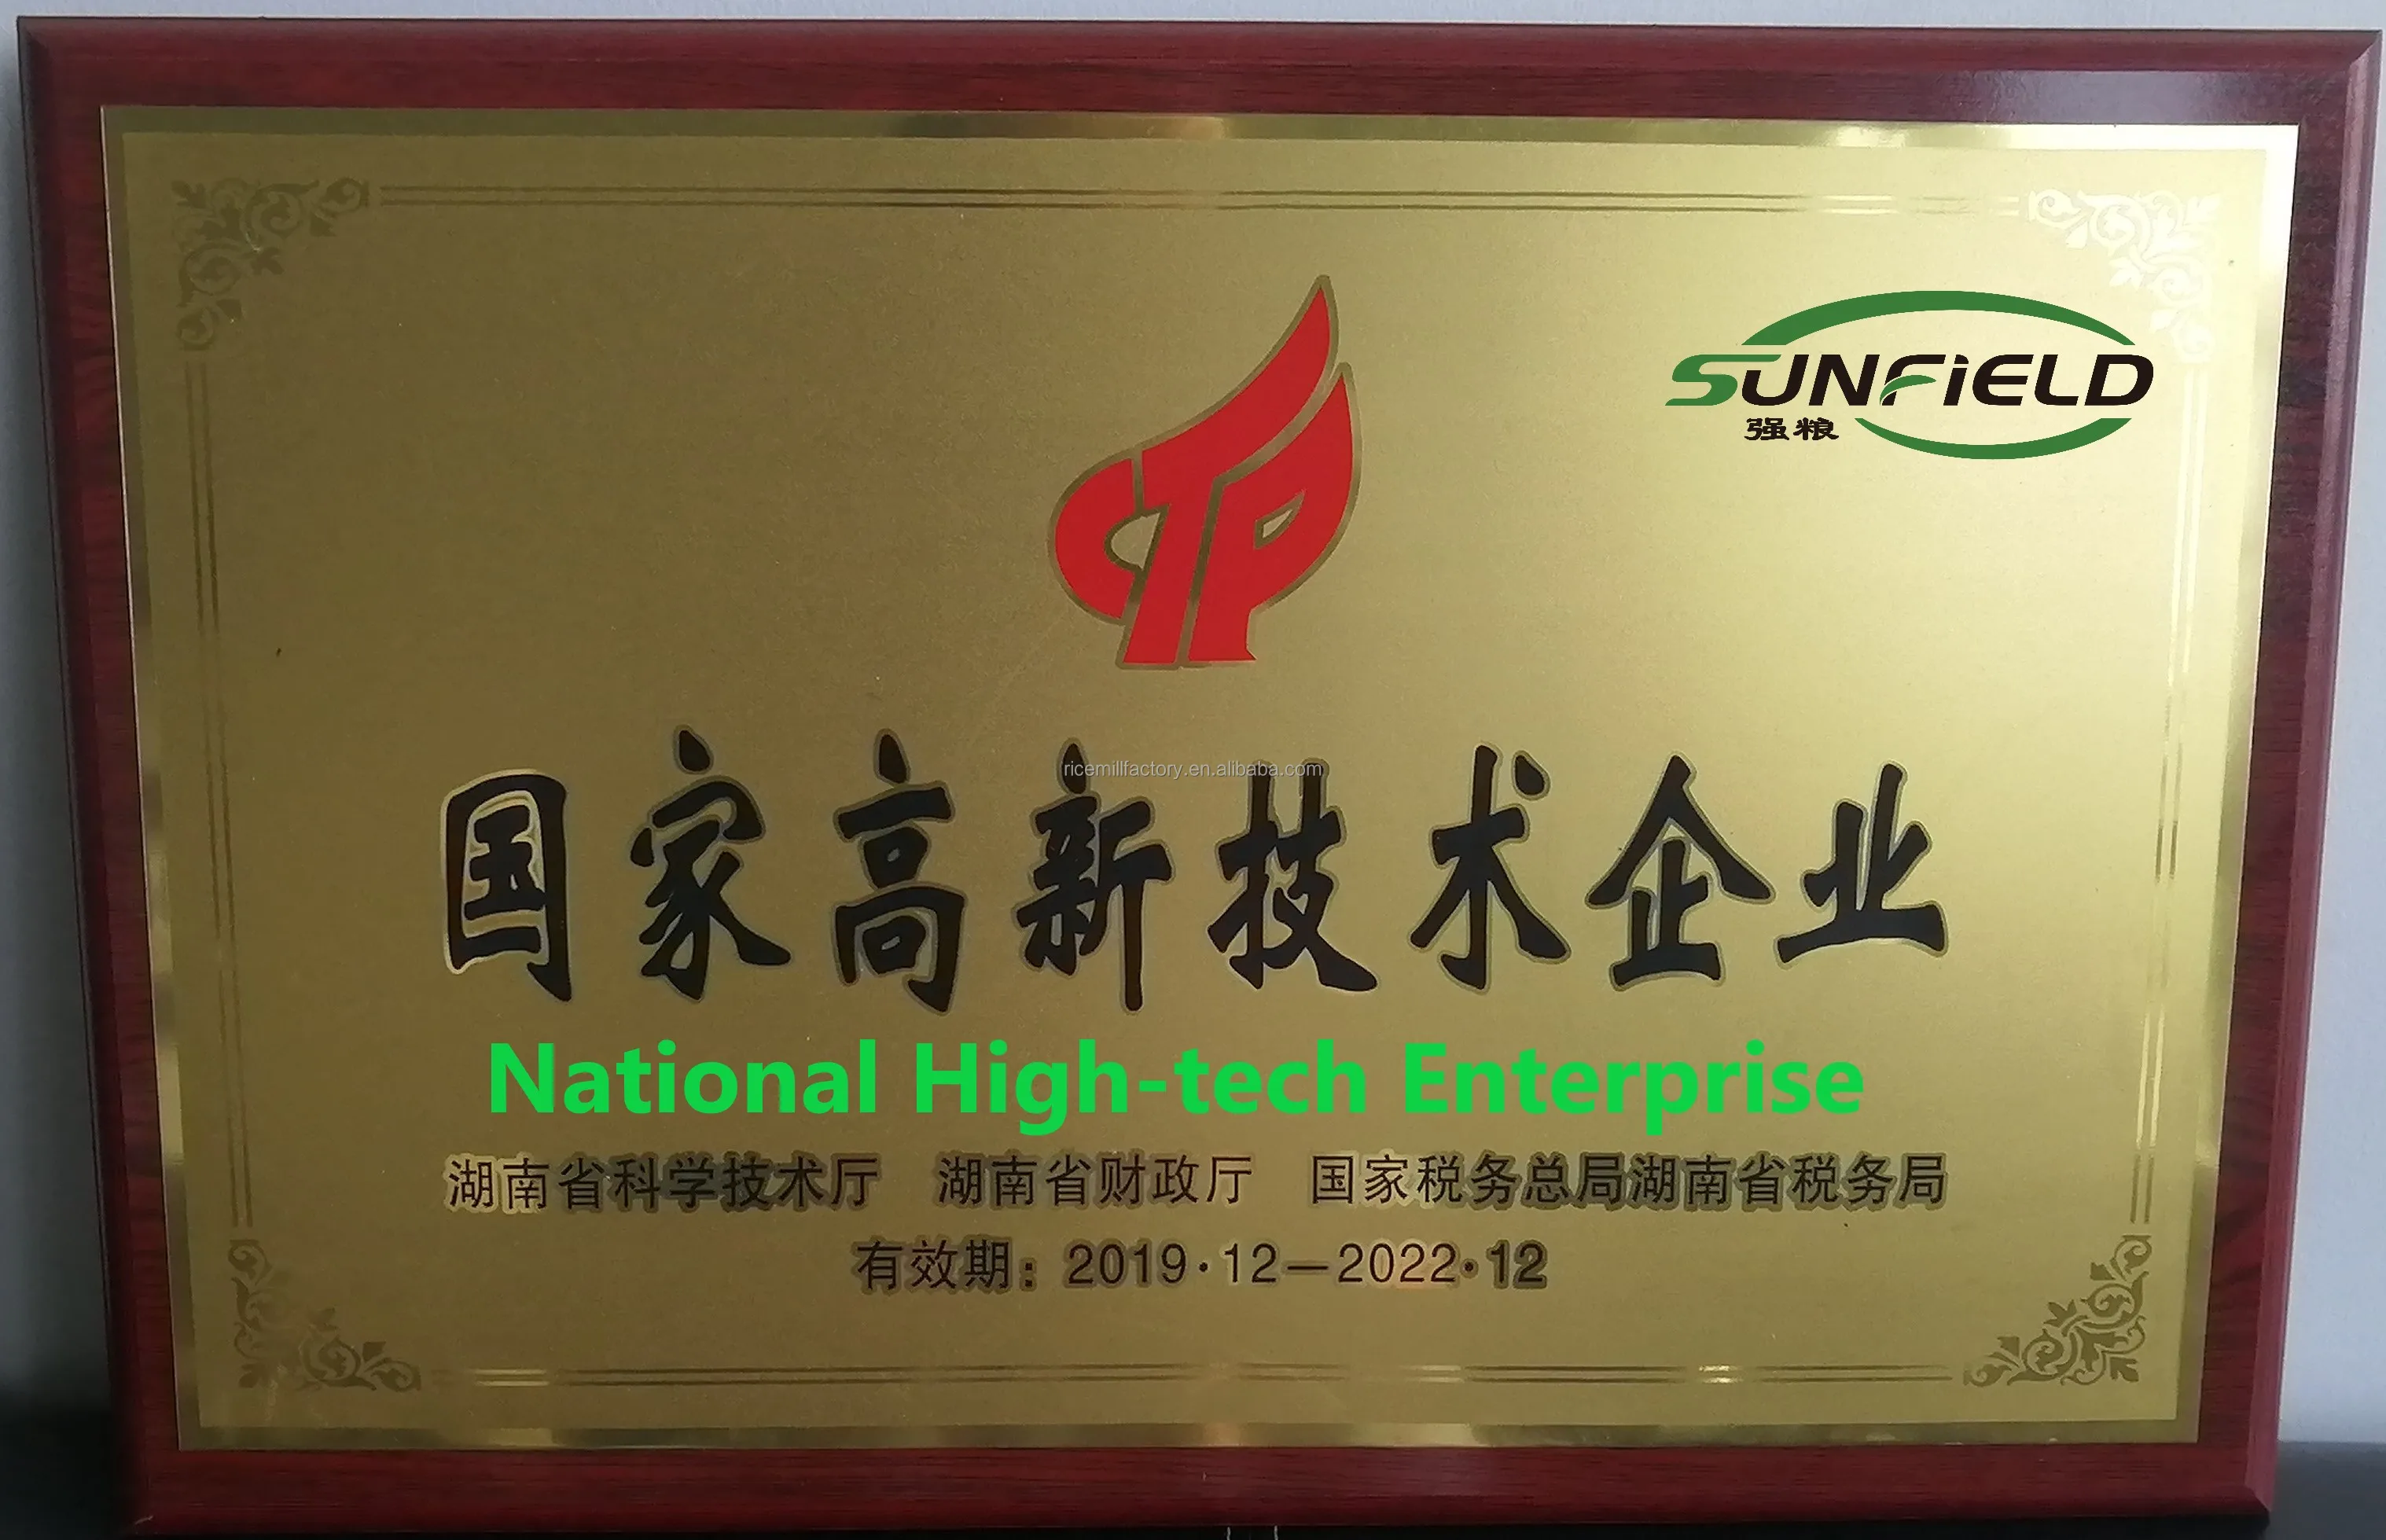 SUNFiELD
强粮
CTP
ricemillfactory.en.alibaba.com
国家高新技术企业
National High-tech Enterprise
湖南省科学技术厅 湖南省财政厅 国家税务总局湖南省税务局
有效期：2019·12—2022·12